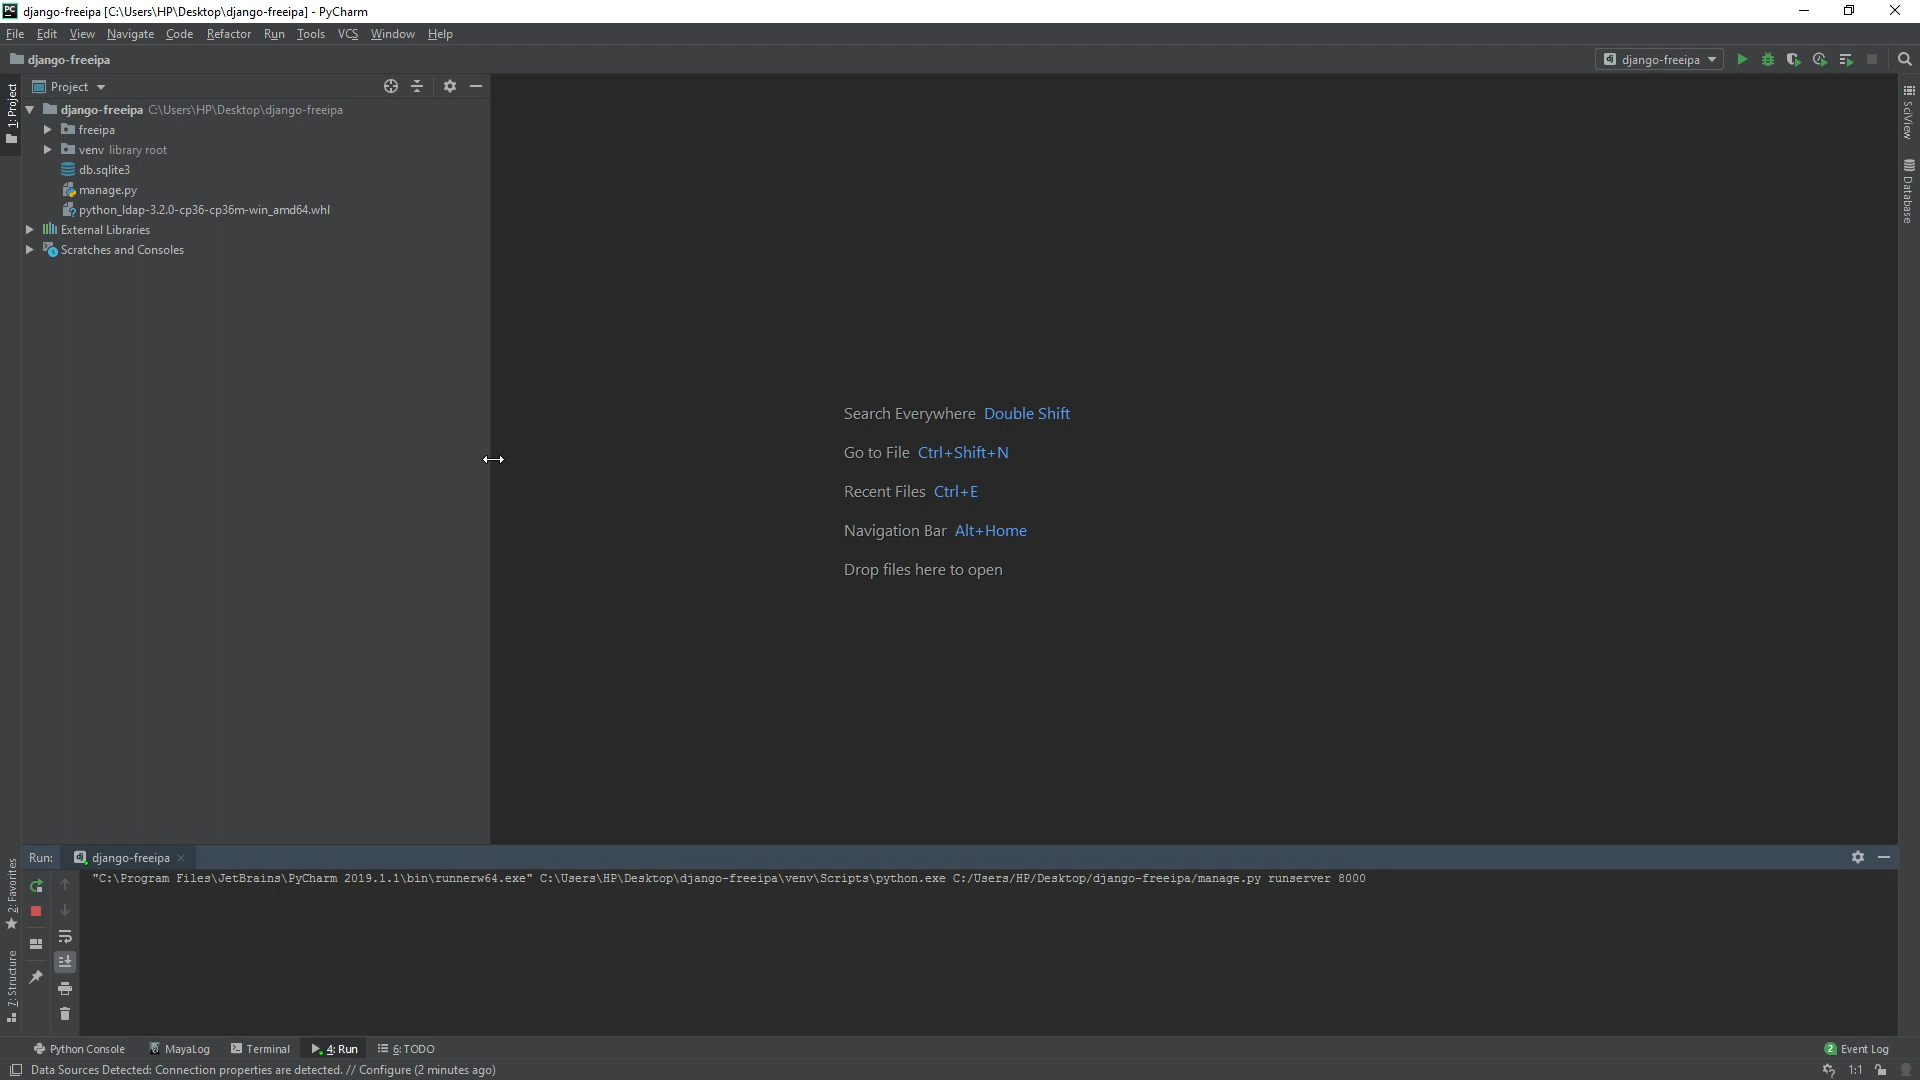 django-freeipa [C:\Users\HP\Desktop\django-freeipa] - PyCharm
File Edit View Navigate Code Refactor Run Tools VCS Window Help
django-freeipa
django-freeipa
Project
1: Project
django-freeipa C:\Users\HP\Desktop\django-freeipa
freeipa
venv library root
db.sqlite3
manage.py
python_ldap-3.2.0-cp36-cp36m-win_amd64.whl
External Libraries
Scratches and Consoles
SciView
Database
Search Everywhere Double Shift
Go to File Ctrl+Shift+N
Recent Files Ctrl+E
Navigation Bar Alt+Home
Drop files here to open
2: Favorites
7: Structure
Run: django-freeipa
"C:\Program Files\JetBrains\PyCharm 2019.1.1\bin\runnerw64.exe" C:\Users\HP\Desktop\django-freeipa\venv\Scripts\python.exe C:/Users/HP/Desktop/django-freeipa/manage.py runserver 8000
Python Console MayaLog Terminal 4: Run 6: TODO 2 Event Log
Data Sources Detected: Connection properties are detected. // Configure (2 minutes ago) 1:1